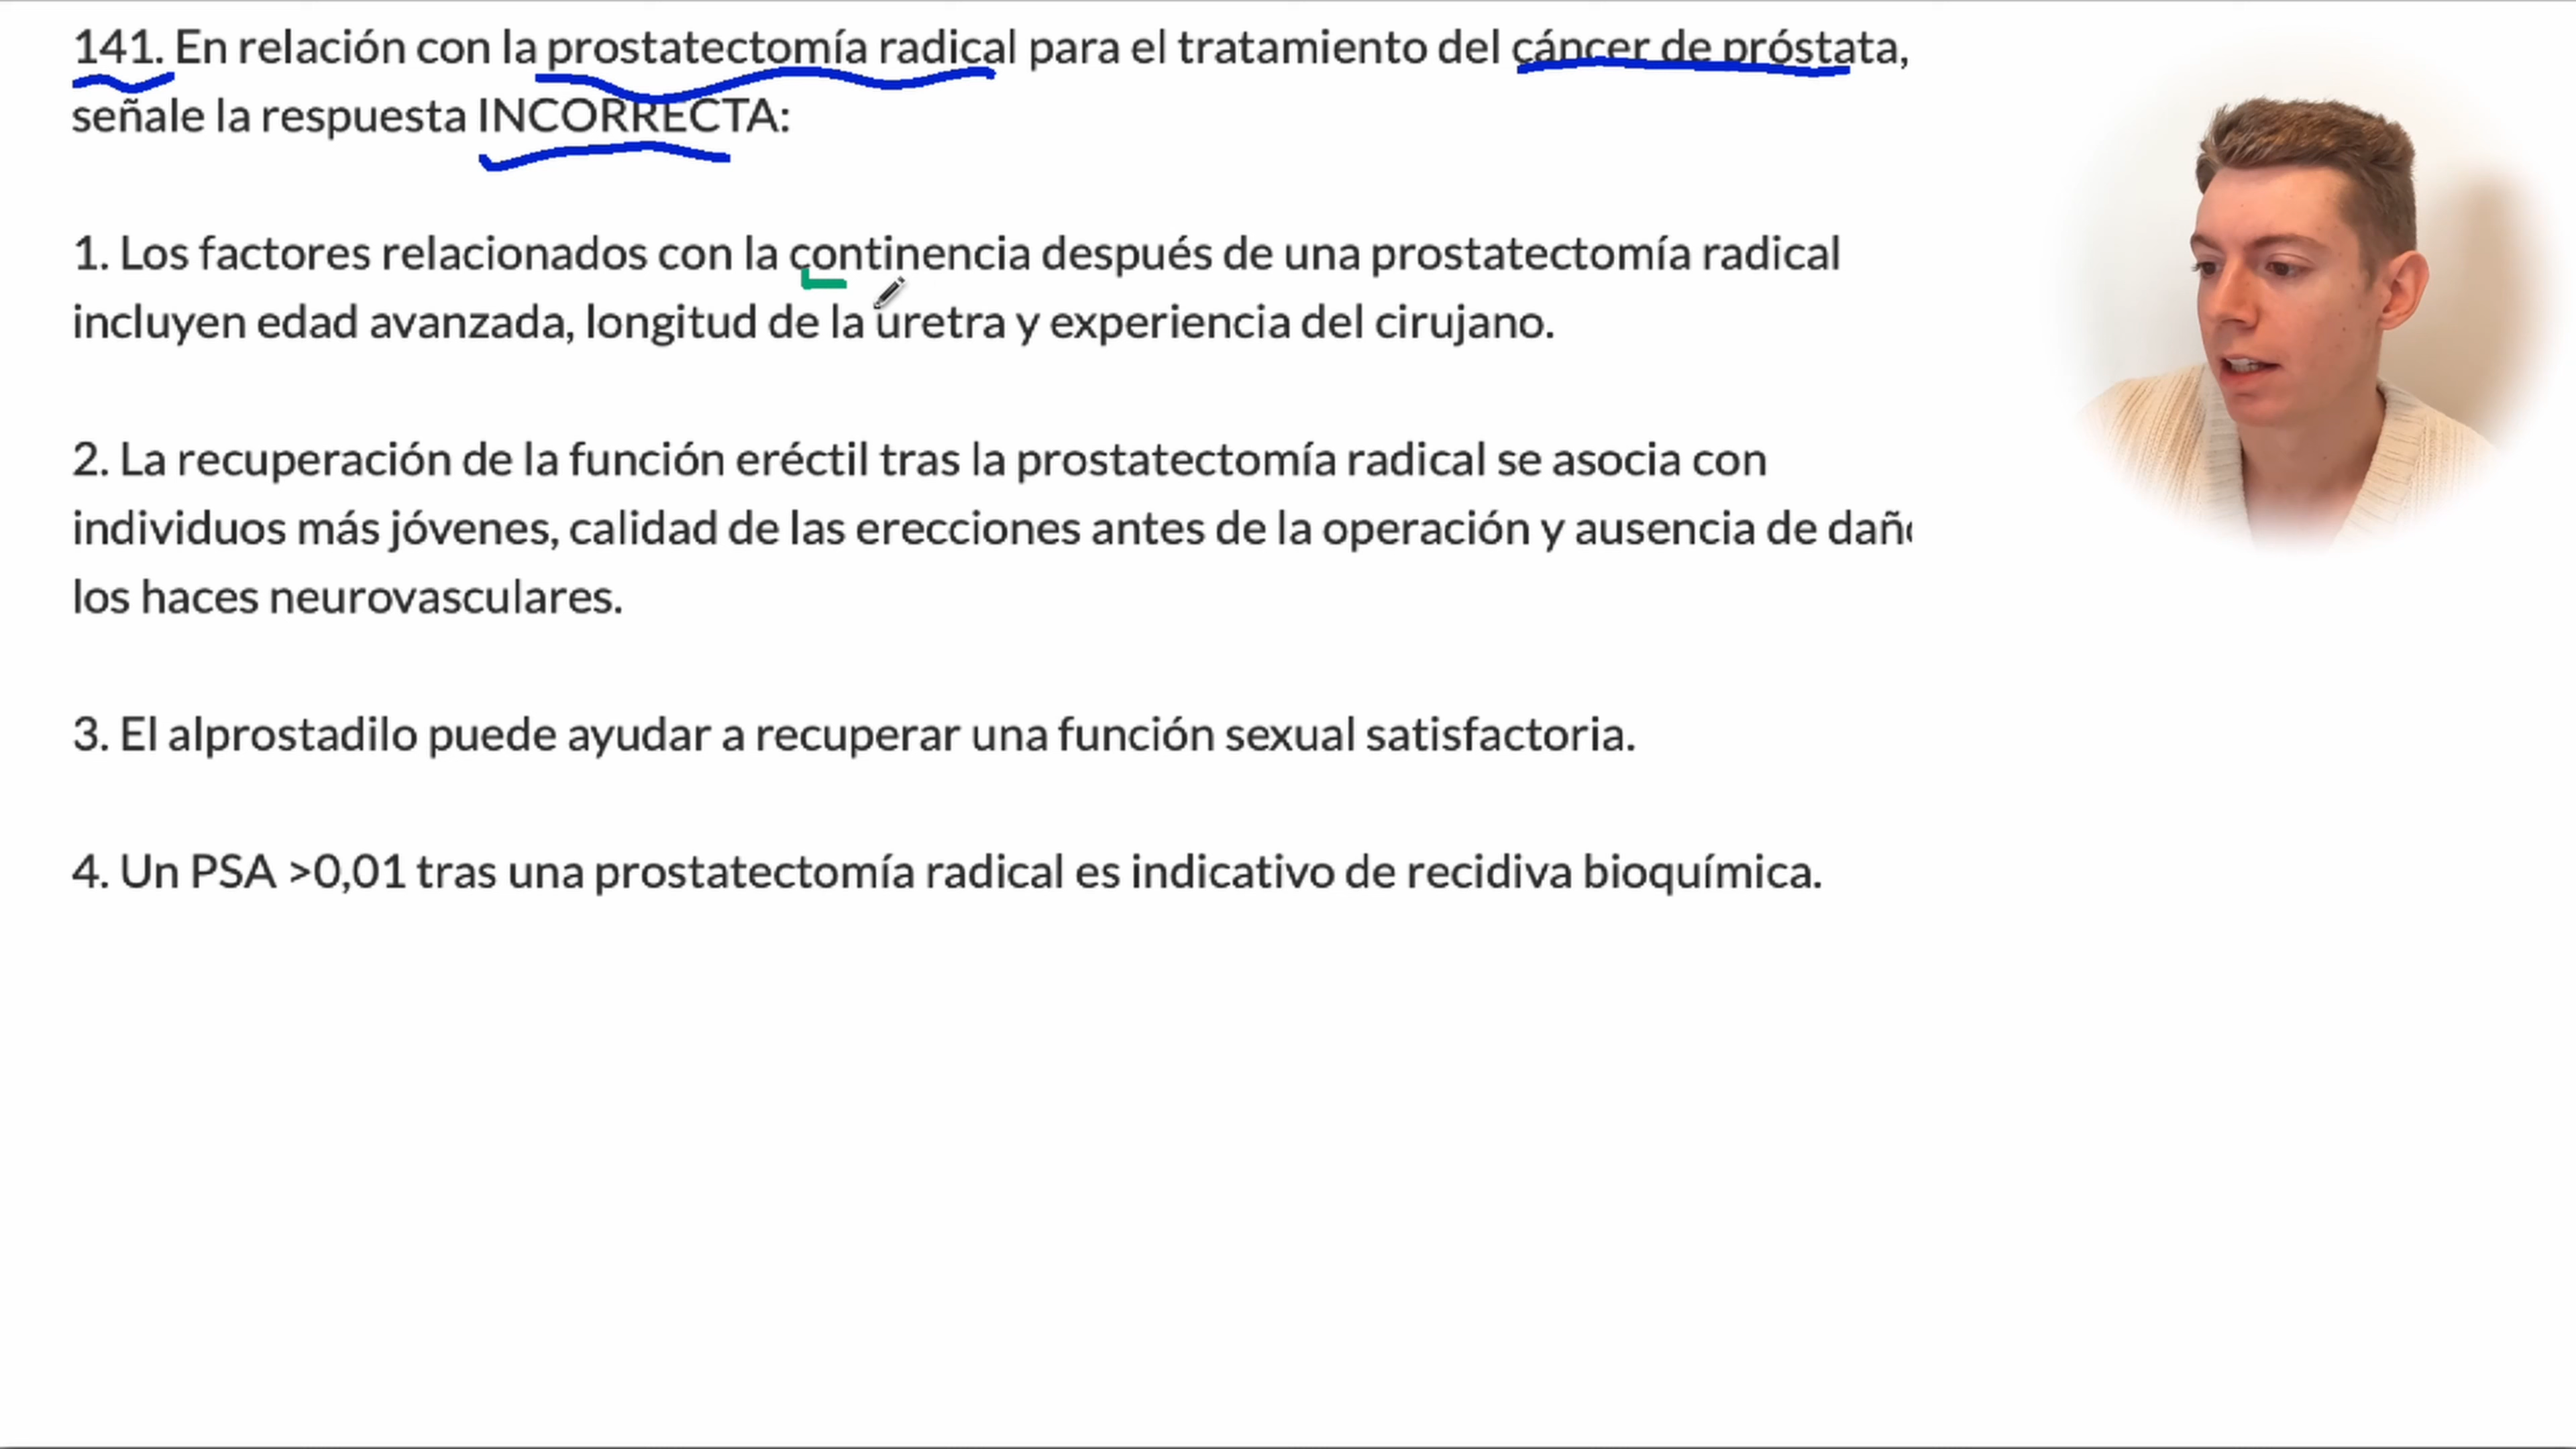 141. En relación con la prostatectomía radical para el tratamiento del cáncer de próstata,
señale la respuesta INCORRECTA:
1. Los factores relacionados con la continencia después de una prostatectomía radical
incluyen edad avanzada, longitud de la uretra y experiencia del cirujano.
2. La recuperación de la función eréctil tras la prostatectomía radical se asocia con
individuos más jóvenes, calidad de las erecciones antes de la operación y ausencia de
los haces neurovasculares.
3. El alprostadilo puede ayudar a recuperar una función sexual satisfactoria.
4. Un PSA >0,01 tras una prostatectomía radical es indicativo de recidiva bioquímica.